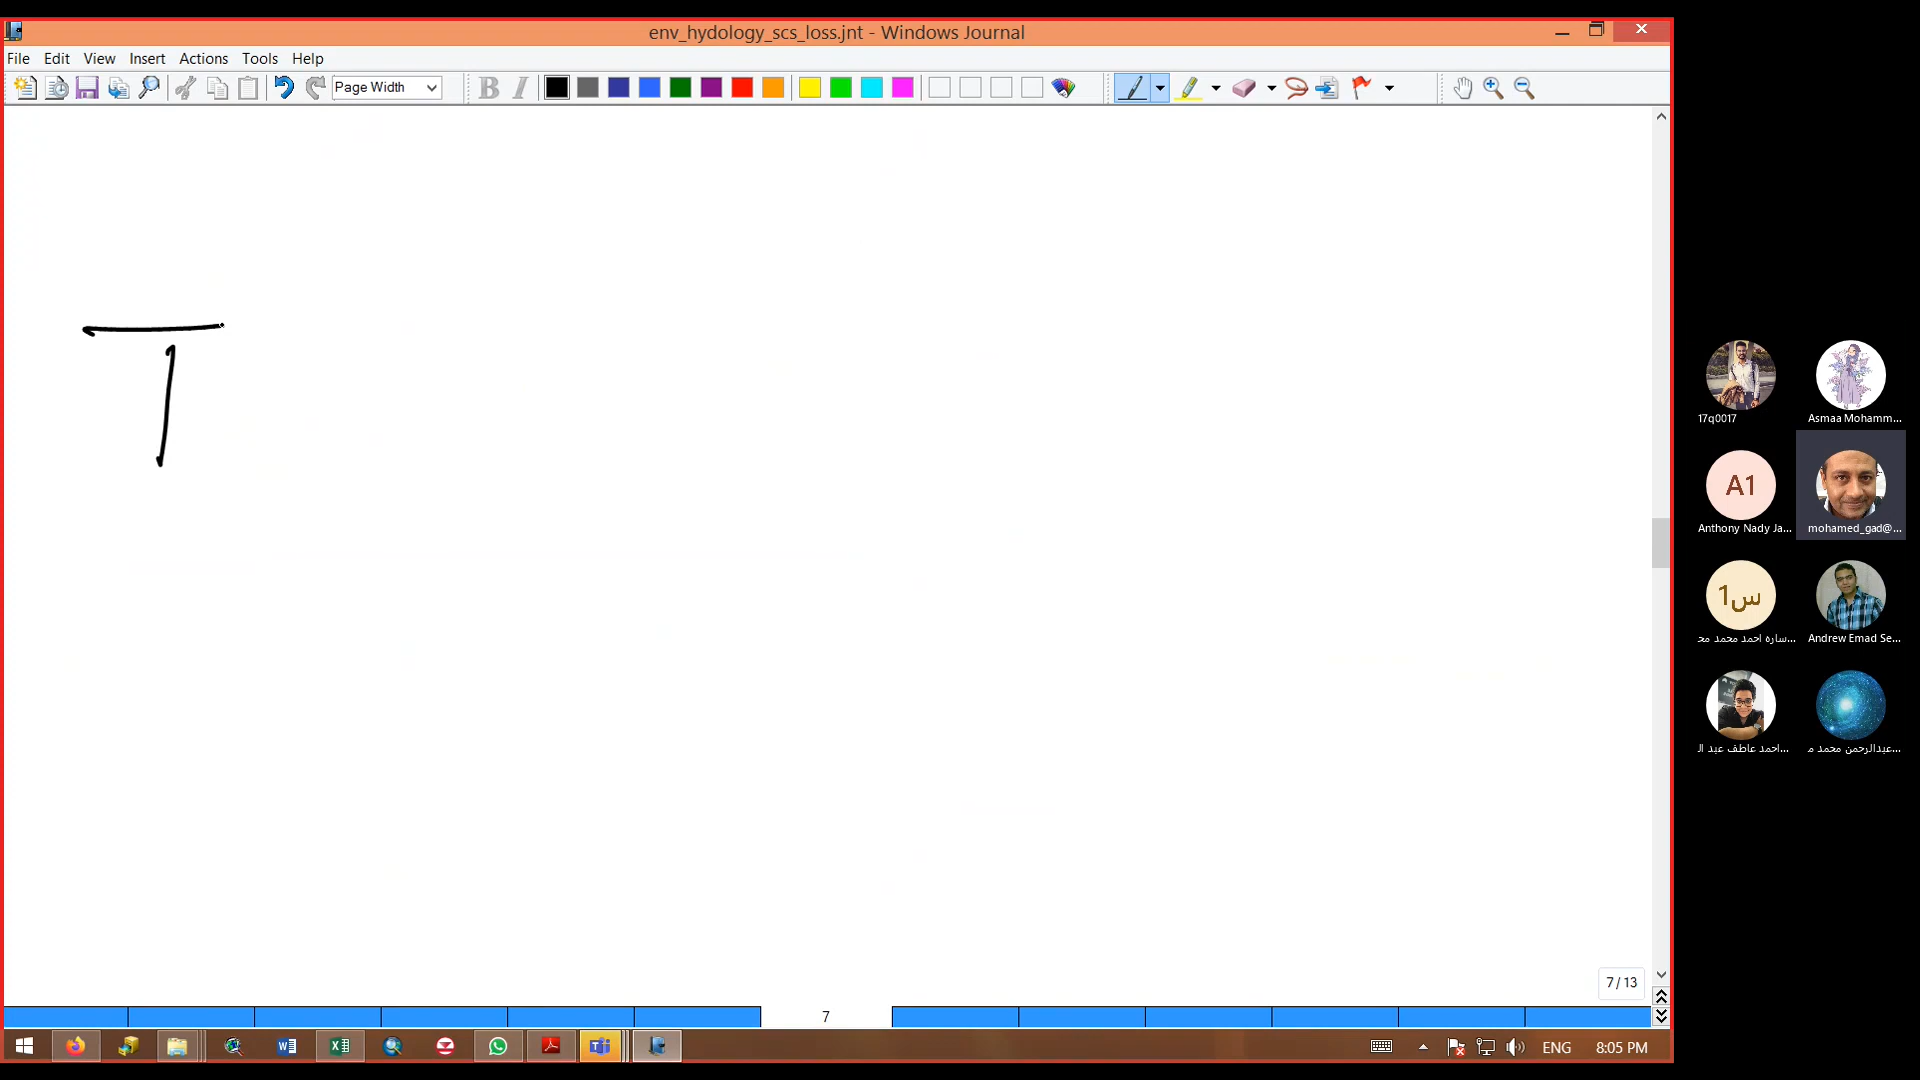 env_hydology_scs_loss.jnt - Windows Journal
File Edit View Insert Actions Tools Help
Page Width B I
T
17q0017
Asmaa Mohamm...
A1
Anthony Nady Ja...
mohamed_gad@...
س1
ساره احمد محمد مح...
Andrew Emad Se...
احمد عاطف عبد ال...
عبدالرحمن محمد م...
7 / 13
7
ENG 8:05 PM